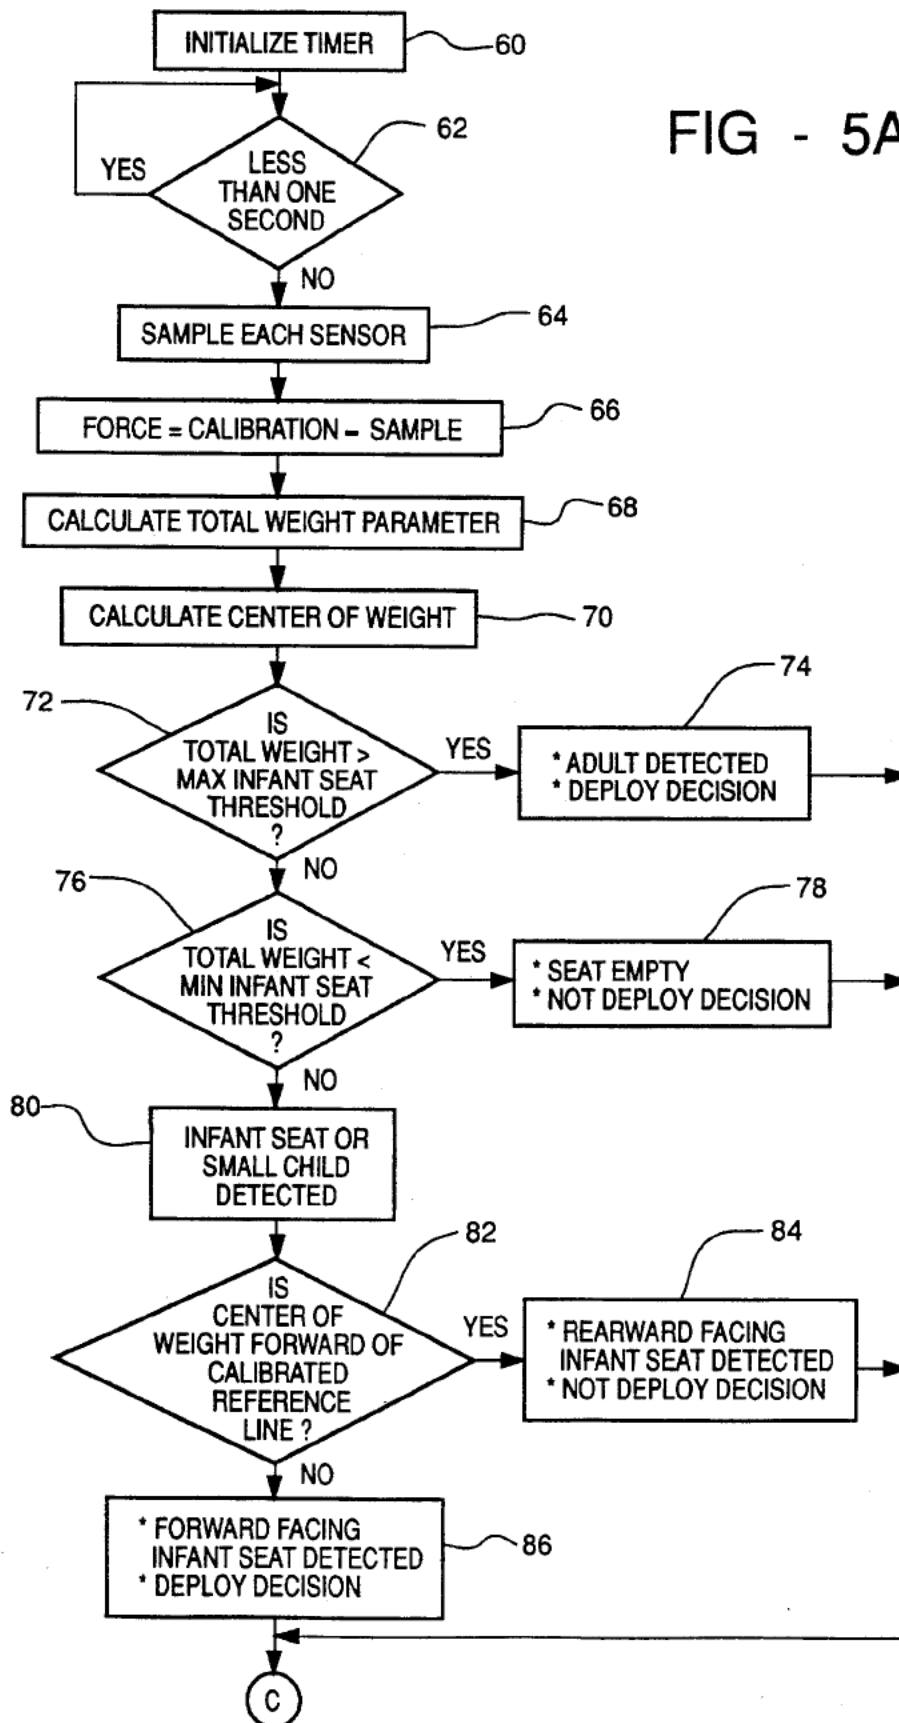 INITIALIZE TIMER
60
FIG - 5A
62
YES
LESS
THAN ONE
SECOND
NO
SAMPLE EACH SENSOR
64
FORCE = CALIBRATION - SAMPLE
66
CALCULATE TOTAL WEIGHT PARAMETER
68
CALCULATE CENTER OF WEIGHT
70
72
IS
TOTAL WEIGHT >
MAX INFANT SEAT
THRESHOLD
?
YES
74
* ADULT DETECTED
* DEPLOY DECISION
NO
76
IS
TOTAL WEIGHT <
MIN INFANT SEAT
THRESHOLD
?
YES
78
* SEAT EMPTY
* NOT DEPLOY DECISION
NO
80
INFANT SEAT OR
SMALL CHILD
DETECTED
82
IS
CENTER OF
WEIGHT FORWARD OF
CALIBRATED
REFERENCE
LINE ?
YES
84
* REARWARD FACING
INFANT SEAT DETECTED
* NOT DEPLOY DECISION
NO
* FORWARD FACING
INFANT SEAT DETECTED
* DEPLOY DECISION
86
C